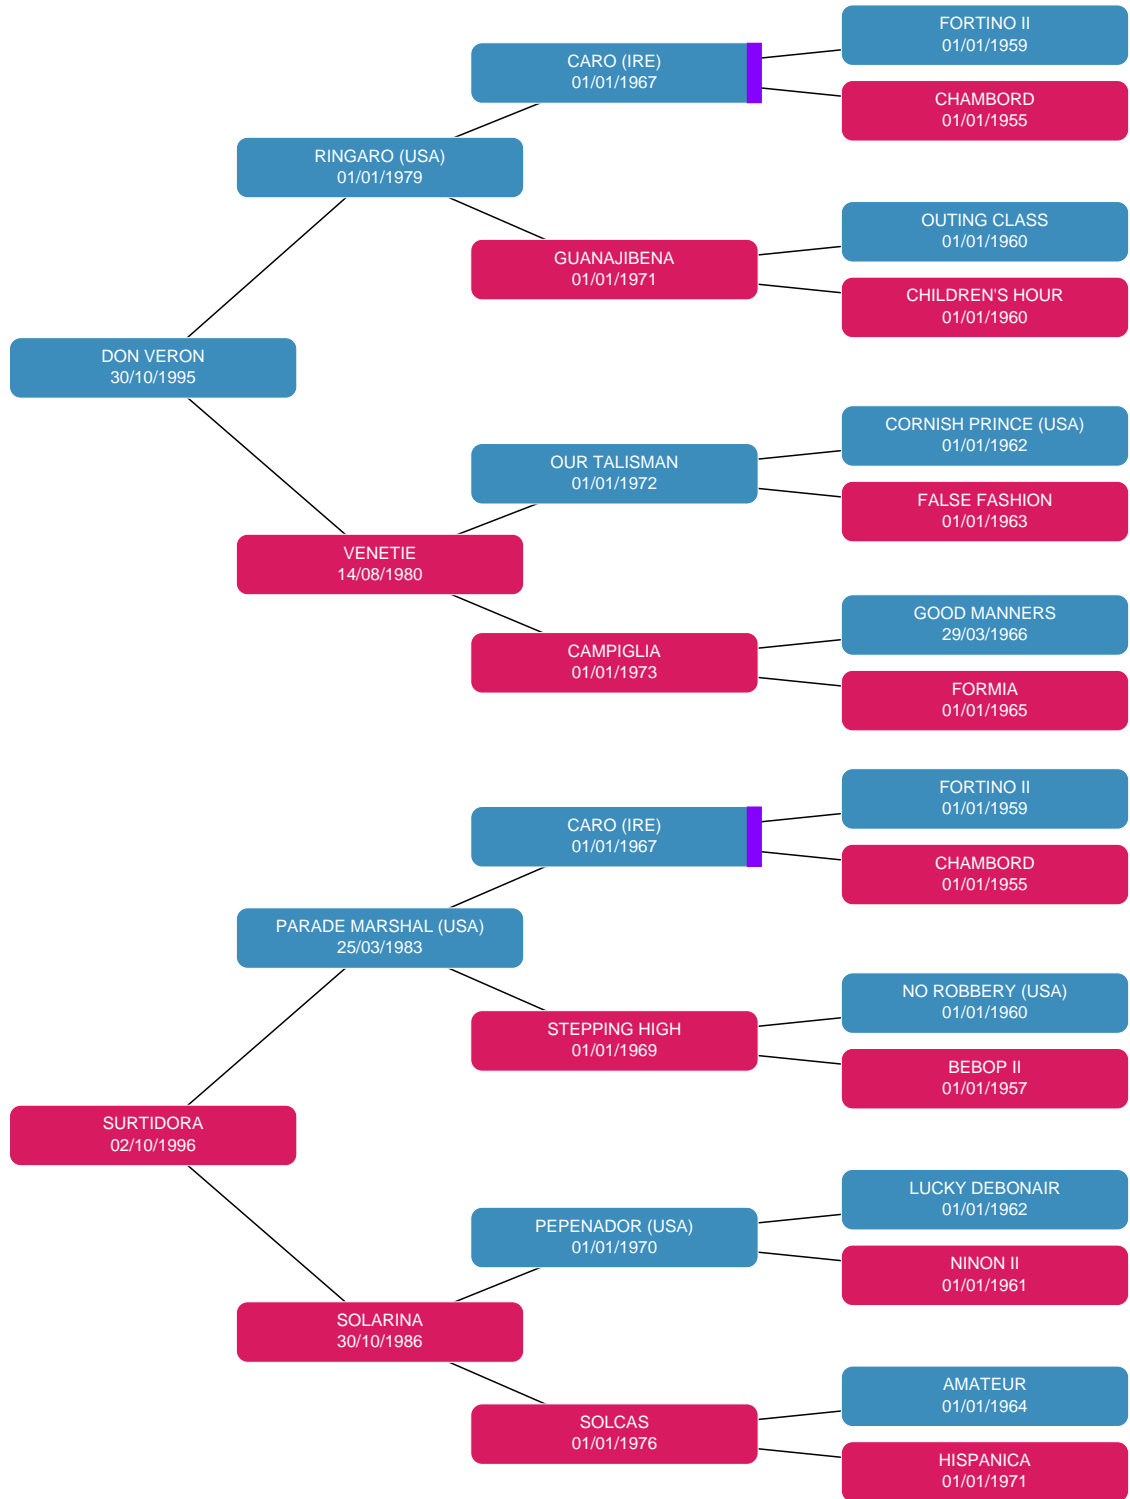 FORTINO II
01/01/1959
CARO (IRE)
01/01/1967
CHAMBORD
01/01/1955
RINGARO (USA)
01/01/1979
OUTING CLASS
01/01/1960
GUANAJIBENA
01/01/1971
CHILDREN'S HOUR
01/01/1960
DON VERON
30/10/1995
CORNISH PRINCE (USA)
01/01/1962
OUR TALISMAN
01/01/1972
FALSE FASHION
01/01/1963
VENETIE
14/08/1980
GOOD MANNERS
29/03/1966
CAMPIGLIA
01/01/1973
FORMIA
01/01/1965
FORTINO II
01/01/1959
CARO (IRE)
01/01/1967
CHAMBORD
01/01/1955
PARADE MARSHAL (USA)
25/03/1983
NO ROBBERY (USA)
01/01/1960
STEPPING HIGH
01/01/1969
BEBOP II
01/01/1957
SURTIDORA
02/10/1996
LUCKY DEBONAIR
01/01/1962
PEPENADOR (USA)
01/01/1970
NINON II
01/01/1961
SOLARINA
30/10/1986
AMATEUR
01/01/1964
SOLCAS
01/01/1976
HISPANICA
01/01/1971